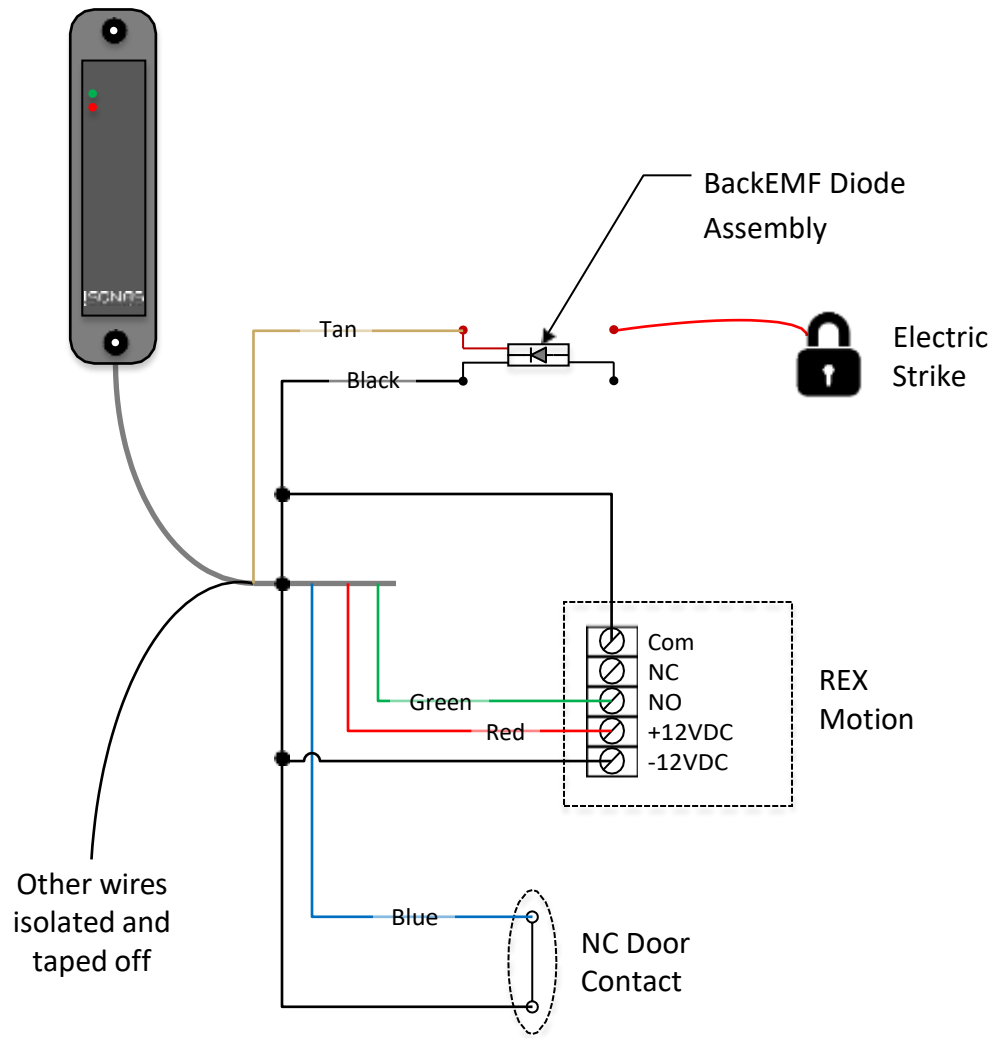 BackEMF Diode
Assembly
ISONAS
Tan
Electric
Strike
Black
Com
NC
REX
NO
Green
Motion
+12VDC
Red
-12VDC
Other wires
isolated and
taped off
Blue
NC Door
Contact